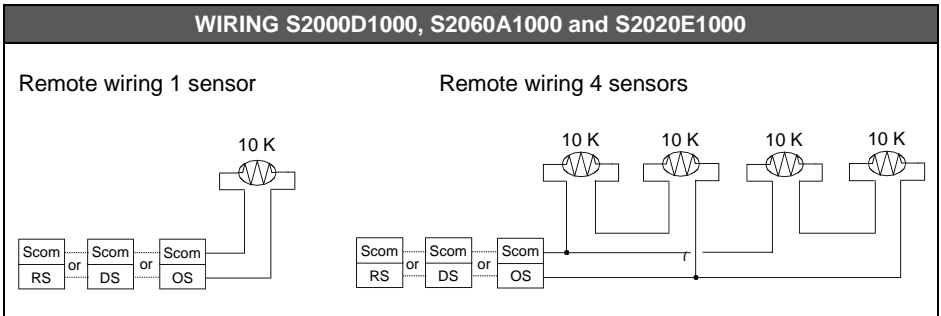 WIRING S2000D1000, S2060A1000 and S2020E1000
Remote wiring 1 sensor
Remote wiring 4 sensors
10 K
10 K 10 K 10 K 10 K
Scom or Scom or Scom
RS DS OS
Scom or Scom or Scom
RS DS OS